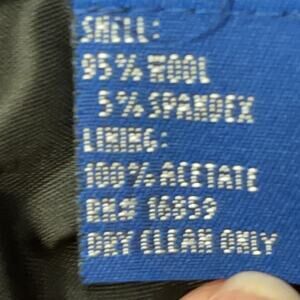 SHELL:
95% WOOL
5% SPANDEX
LINING:
100% ACETATE
RN# 16859
DRY CLEAN ONLY